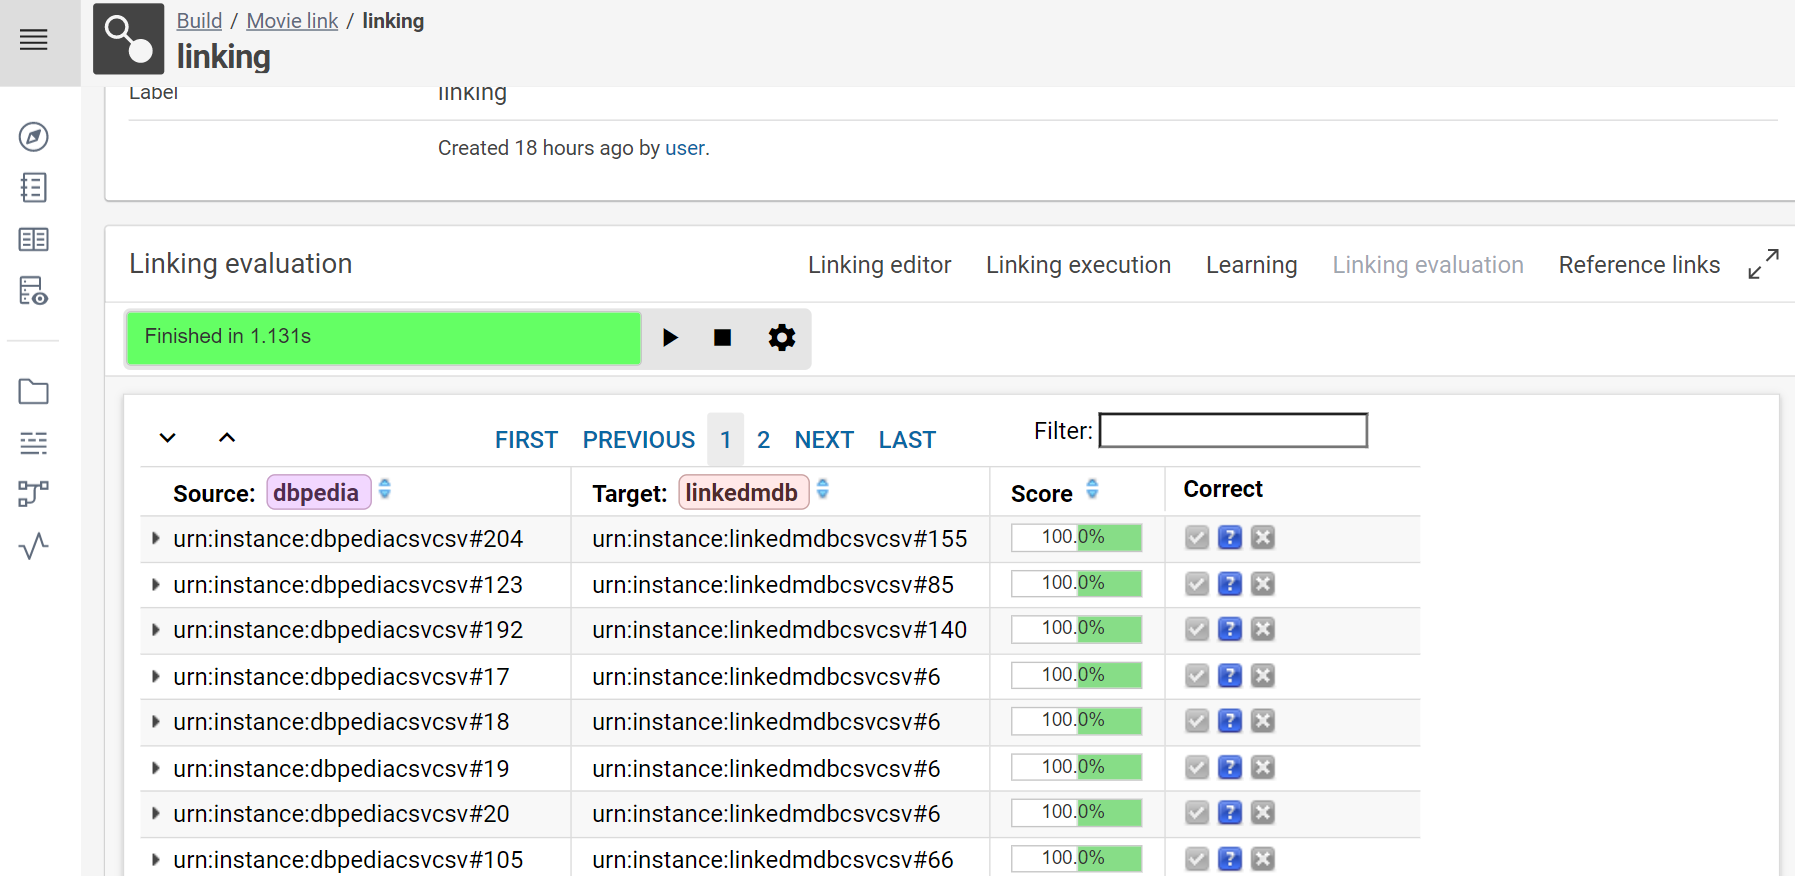 Build / Movie link / linking
linking
Label linking
Created 18 hours ago by user.
Linking evaluation Linking editor Linking execution Learning Linking evaluation Reference links
Finished in 1.131s
FIRST PREVIOUS 1 2 NEXT LAST Filter:
Source: dbpedia Target: linkedmdb Score Correct
urn:instance:dbpediacsvcsv#204 urn:instance:linkedmdbcsvcsv#155 100.0% ?
urn:instance:dbpediacsvcsv#123 urn:instance:linkedmdbcsvcsv#85 100.0% ?
urn:instance:dbpediacsvcsv#192 urn:instance:linkedmdbcsvcsv#140 100.0% ?
urn:instance:dbpediacsvcsv#17 urn:instance:linkedmdbcsvcsv#6 100.0% ?
urn:instance:dbpediacsvcsv#18 urn:instance:linkedmdbcsvcsv#6 100.0% ?
urn:instance:dbpediacsvcsv#19 urn:instance:linkedmdbcsvcsv#6 100.0% ?
urn:instance:dbpediacsvcsv#20 urn:instance:linkedmdbcsvcsv#6 100.0% ?
urn:instance:dbpediacsvcsv#105 urn:instance:linkedmdbcsvcsv#66 100.0% ?